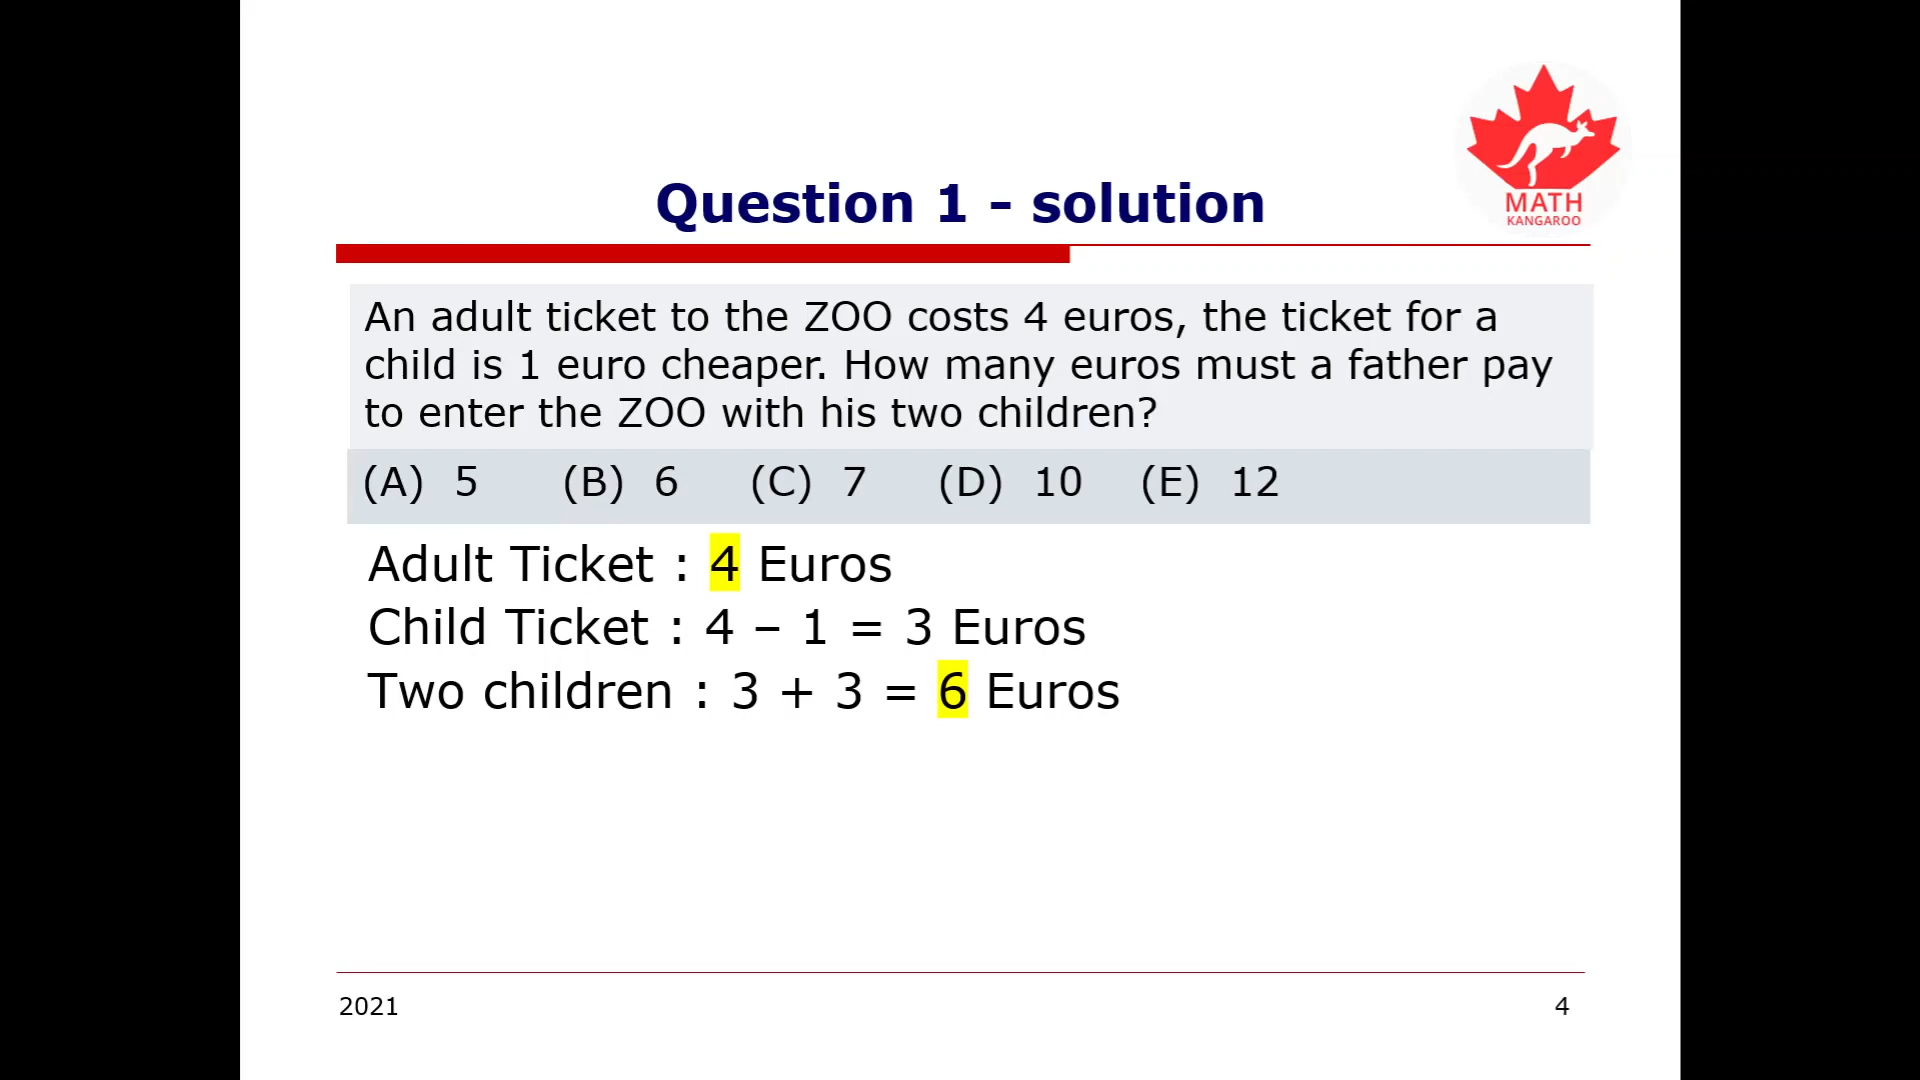 MATH
KANGAROO
Question 1 - solution
An adult ticket to the ZOO costs 4 euros, the ticket for a
child is 1 euro cheaper. How many euros must a father pay
to enter the ZOO with his two children?
(A) 5 (B) 6 (C) 7 (D) 10 (E) 12
Adult Ticket : 4 Euros
Child Ticket : 4 – 1 = 3 Euros
Two children : 3 + 3 = 6 Euros
2021 4